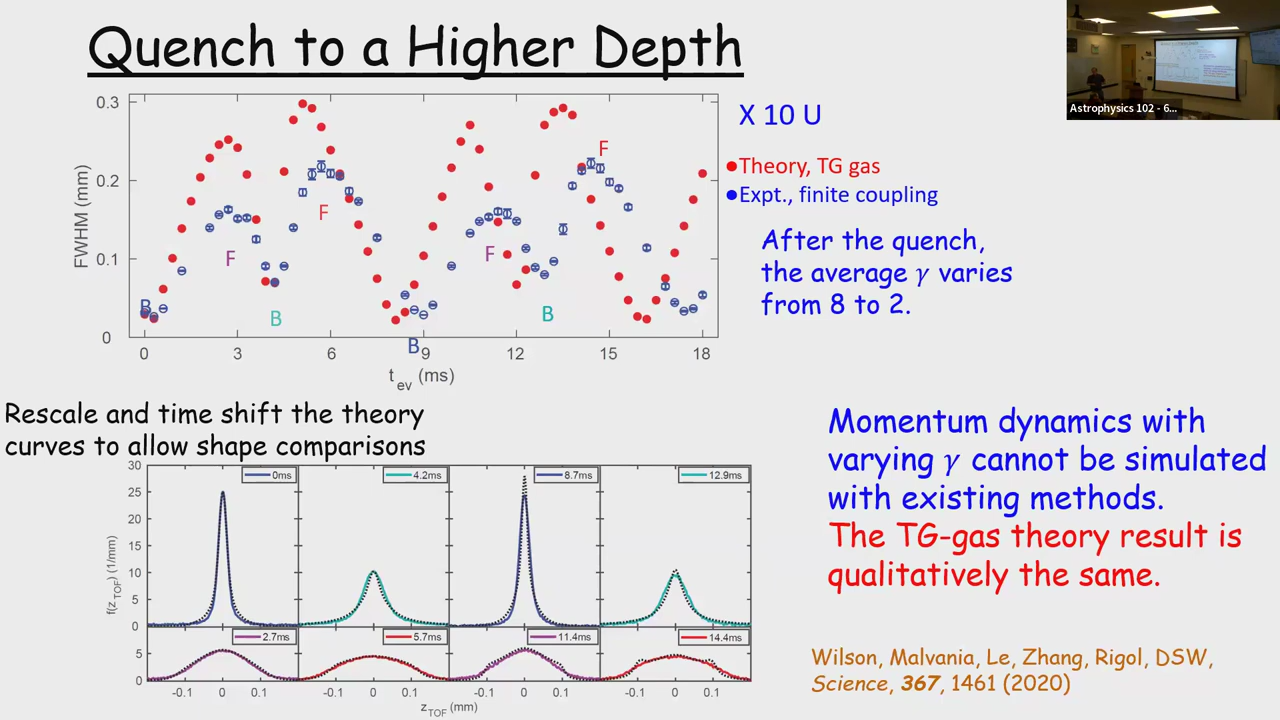 Quench to a Higher Depth
Astrophysics 102 - 6...
X 10 U
Theory, TG gas
Expt., finite coupling
After the quench,
the average γ varies
from 8 to 2.
0.3
0.2
0.1
0
FWHM (mm)
B
F
B
F
B
F
B
F
0 3 6 9 12 15 18
t_ev (ms)
Rescale and time shift the theory
curves to allow shape comparisons
30
25
20
15
10
5
0
5
0
f(z_TOF) (1/mm)
0ms 4.2ms 8.7ms 12.9ms
2.7ms 5.7ms 11.4ms 14.4ms
-0.1 0 0.1 -0.1 0 0.1 -0.1 0 0.1 -0.1 0 0.1
z_TOF (mm)
Momentum dynamics with
varying γ cannot be simulated
with existing methods.
The TG-gas theory result is
qualitatively the same.
Wilson, Malvania, Le, Zhang, Rigol, DSW,
Science, 367, 1461 (2020)